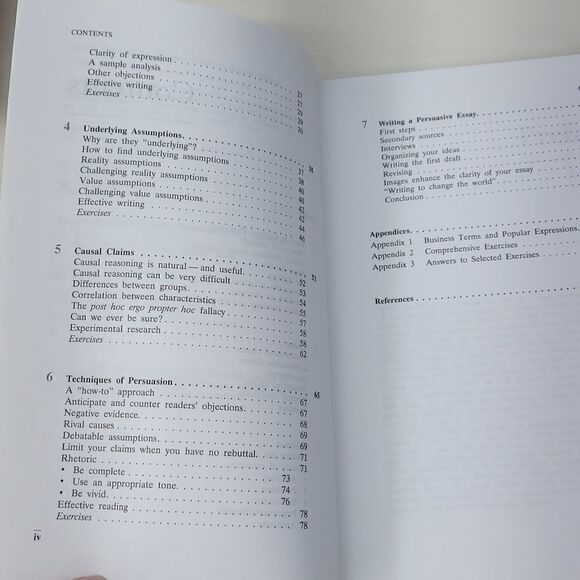 CONTENTS
Clarity of expression . . . 27
A sample analysis . . . 27
Other objections . . . 29
Effective writing . . . 29
Exercises . . . 30
4 Underlying Assumptions. . . .
Why are they "underlying"? . . . 37
How to find underlying assumptions . . . 38
Reality assumptions . . . 40
Challenging reality assumptions . . . 40
Value assumptions . . . 42
Challenging value assumptions . . . 42
Effective writing . . . 44
Exercises . . . 46
5 Causal Claims . . . 51
Causal reasoning is natural — and useful. . . . 52
Causal reasoning can be very difficult . . . 53
Differences between groups. . . . 54
Correlation between characteristics . . . 55
The post hoc ergo propter hoc fallacy . . . 57
Can we ever be sure? . . . 58
Experimental research . . . 58
Exercises . . . 62
6 Techniques of Persuasion. . . . 65
A "how-to" approach . . . 67
Anticipate and counter readers' objections. . . . 67
Negative evidence. . . . 68
Rival causes . . . 69
Debatable assumptions. . . . 69
Limit your claims when you have no rebuttal. . . . 71
Rhetoric . . . 71
• Be complete . . . 73
• Use an appropriate tone. . . . 74
• Be vivid. . . . 76
Effective reading . . . 78
Exercises . . . 78
iv
7 Writing a Persuasive Essay. . . .
First steps . . .
Secondary sources . . .
Interviews . . .
Organizing your ideas . . .
Writing the first draft . . .
Revising . . .
Images enhance the clarity of your essay . . .
"Writing to change the world". . . .
Conclusion . . .
Appendices. . . .
Appendix 1 Business Terms and Popular Expressions.
Appendix 2 Comprehensive Exercises . . .
Appendix 3 Answers to Selected Exercises . . .
References . . .